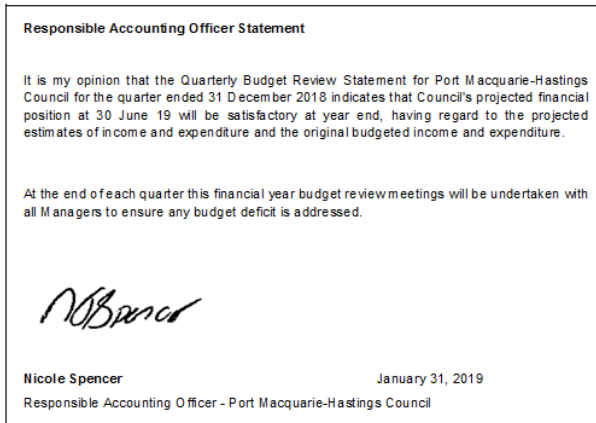 Responsible Accounting Officer Statement
It is my opinion that the Quarterly Budget Review Statement for Port Macquarie-Hastings
Council for the quarter ended 31 December 2018 indicates that Council's projected financial
position at 30 June 19 will be satisfactory at year end, having regard to the projected
estimates of income and expenditure and the original budgeted income and expenditure.
At the end of each quarter this financial year budget review meetings will be undertaken with
all Managers to ensure any budget deficit is addressed.
NSpencer
Nicole Spencer January 31, 2019
Responsible Accounting Officer - Port Macquarie-Hastings Council